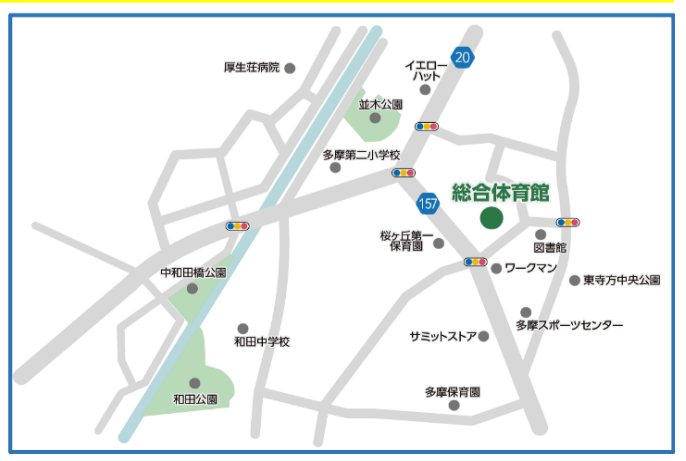 厚生荘病院
イエロー
ハット
20
並木公園
多摩第二小学校
157
総合体育館
桜ヶ丘第一
保育園
図書館
ワークマン
東寺方中央公園
中和田橋公園
和田中学校
サミットストア
多摩スポーツセンター
和田公園
多摩保育園